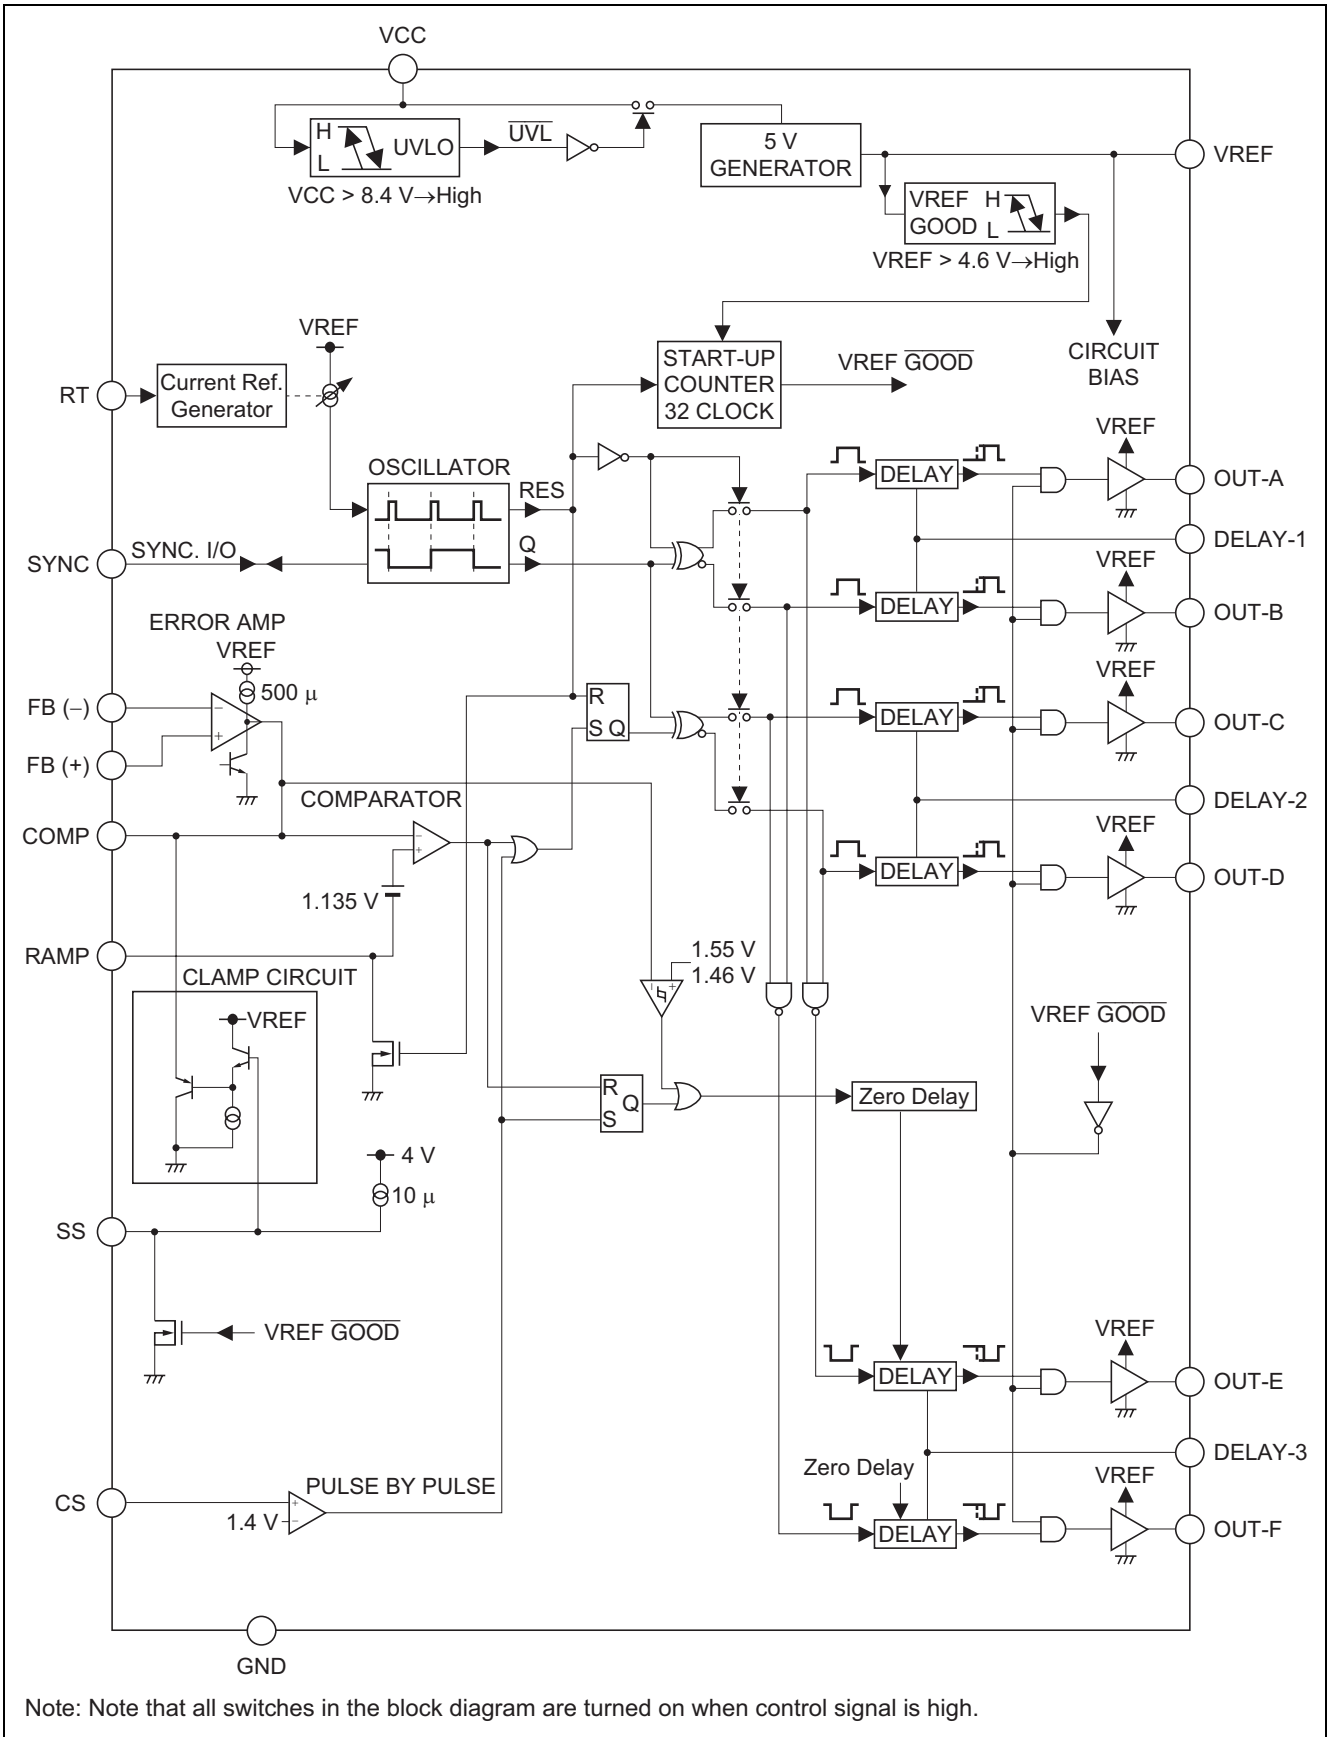 VCC
H
L
UVLO
U̅V̅L̅
VCC > 8.4 V→High
5 V
GENERATOR
VREF
VREF
GOOD
H
L
VREF > 4.6 V→High
CIRCUIT
BIAS
VREF
RT
Current Ref.
Generator
START-UP
COUNTER
32 CLOCK
VREF G̅O̅O̅D̅
OSCILLATOR
RES
Q
SYNC
SYNC. I/O
DELAY
VREF
OUT-A
DELAY-1
DELAY
VREF
OUT-B
ERROR AMP
VREF
500 μ
FB (−)
−
FB (+)
+
R
S Q
DELAY
VREF
OUT-C
DELAY-2
COMP
COMPARATOR
−
+
1.135 V
DELAY
VREF
OUT-D
RAMP
1.55 V
1.46 V
−
+
CLAMP CIRCUIT
VREF
VREF G̅O̅O̅D̅
R
Q
S
Zero Delay
4 V
10 μ
SS
VREF G̅O̅O̅D̅
DELAY
VREF
OUT-E
DELAY-3
Zero Delay
CS
PULSE BY PULSE
+
1.4 V
−
DELAY
VREF
OUT-F
GND
Note: Note that all switches in the block diagram are turned on when control signal is high.